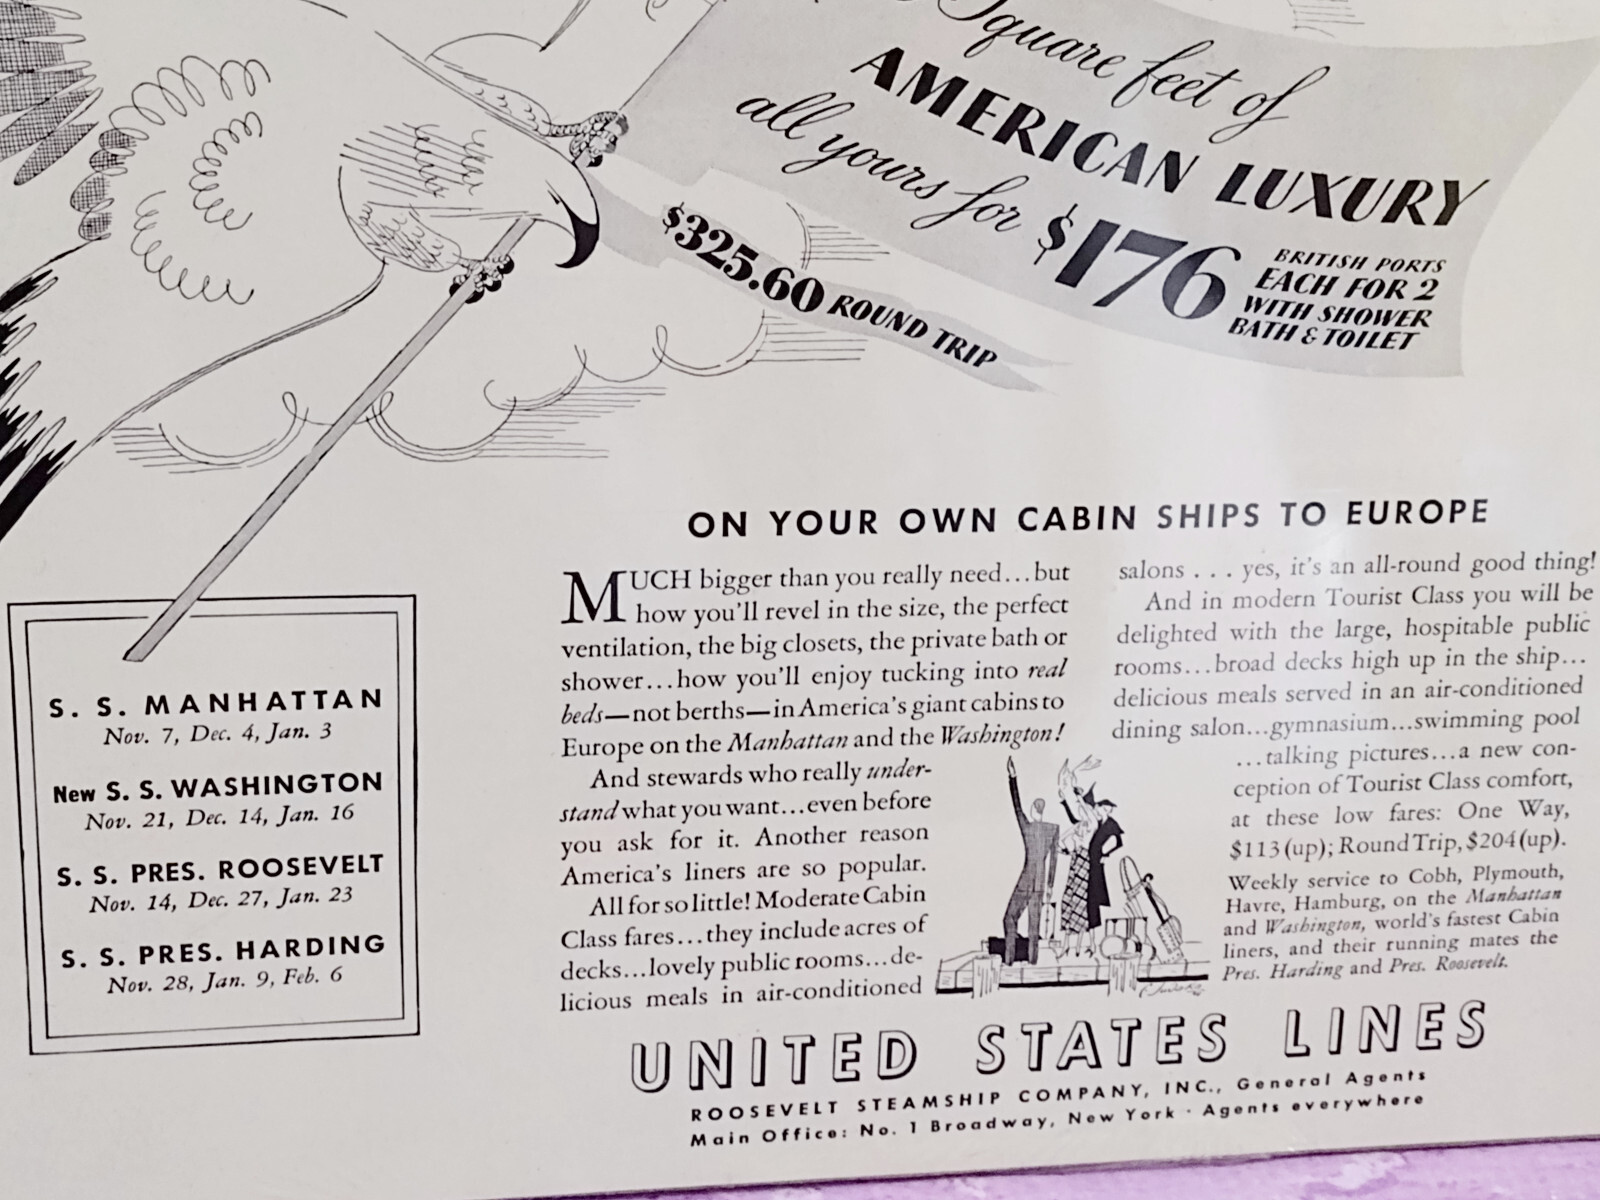 Square feet of
AMERICAN LUXURY
all yours for $176
BRITISH PORTS
EACH FOR 2
WITH SHOWER
BATH & TOILET
$325.60 ROUND TRIP
ON YOUR OWN CABIN SHIPS TO EUROPE
MUCH bigger than you really need...but
how you'll revel in the size, the perfect
ventilation, the big closets, the private bath or
shower...how you'll enjoy tucking into real
beds—not berths—in America's giant cabins to
Europe on the Manhattan and the Washington!
And stewards who really under-
stand what you want...even before
you ask for it. Another reason
America's liners are so popular.
All for so little! Moderate Cabin
Class fares...they include acres of
decks...lovely public rooms...de-
licious meals in air-conditioned
salons . . . yes, it's an all-round good thing!
And in modern Tourist Class you will be
delighted with the large, hospitable public
rooms...broad decks high up in the ship...
delicious meals served in an air-conditioned
dining salon...gymnasium...swimming pool
...talking pictures...a new con-
ception of Tourist Class comfort,
at these low fares: One Way,
$113 (up); Round Trip, $204 (up).
Weekly service to Cobh, Plymouth,
Havre, Hamburg, on the Manhattan
and Washington, world's fastest Cabin
liners, and their running mates the
Pres. Harding and Pres. Roosevelt.
S. S. MANHATTAN
Nov. 7, Dec. 4, Jan. 3
New S. S. WASHINGTON
Nov. 21, Dec. 14, Jan. 16
S. S. PRES. ROOSEVELT
Nov. 14, Dec. 27, Jan. 23
S. S. PRES. HARDING
Nov. 28, Jan. 9, Feb. 6
UNITED STATES LINES
ROOSEVELT STEAMSHIP COMPANY, INC., General Agents
Main Office: No. 1 Broadway, New York · Agents everywhere